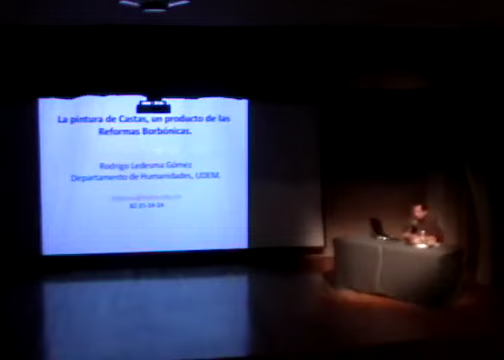 La pintura de Castas, un producto de las
Reformas Borbónicas.
Rodrigo Ledesma Gómez
Departamento de Humanidades, UDEM.